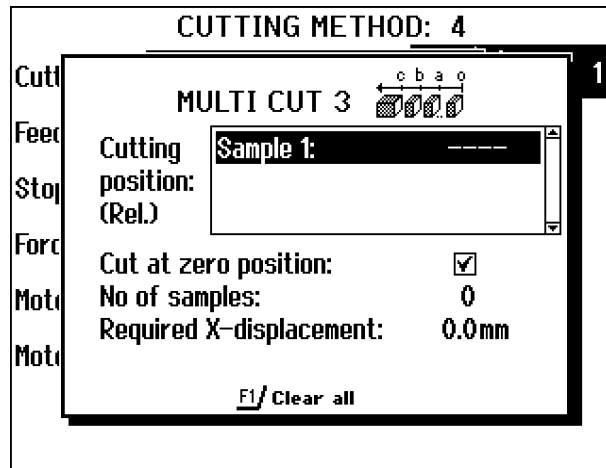 CUTTING METHOD: 4
1
MULTI CUT 3
c b a o
Cutting position: (Rel.)
Sample 1: ----
Cut at zero position:
No of samples: 0
Required X-displacement: 0.0mm
F1/ Clear all